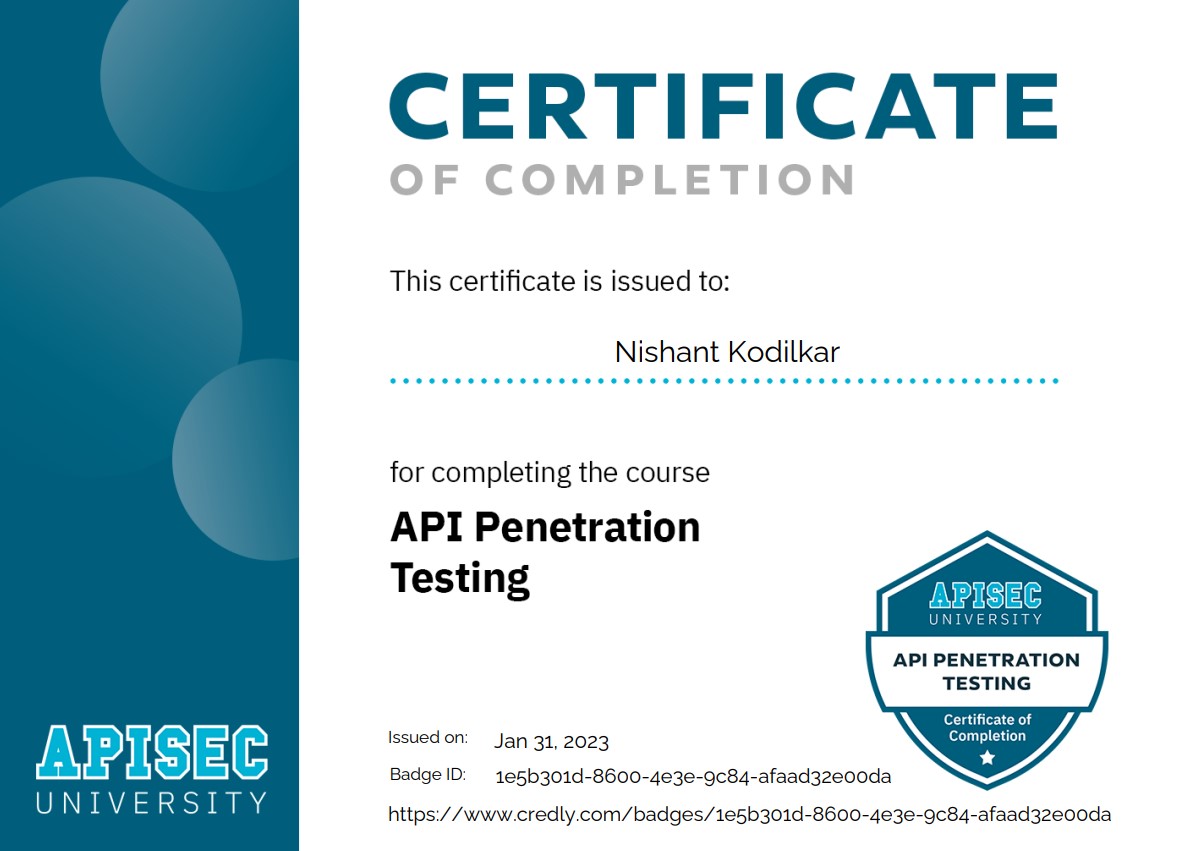 CERTIFICATE
OF COMPLETION
This certificate is issued to:
Nishant Kodilkar
for completing the course
API Penetration
Testing
APISEC
UNIVERSITY
API PENETRATION
TESTING
Certificate of
Completion
Issued on: Jan 31, 2023
Badge ID: 1e5b301d-8600-4e3e-9c84-afaad32e00da
https://www.credly.com/badges/1e5b301d-8600-4e3e-9c84-afaad32e00da
APISEC
UNIVERSITY